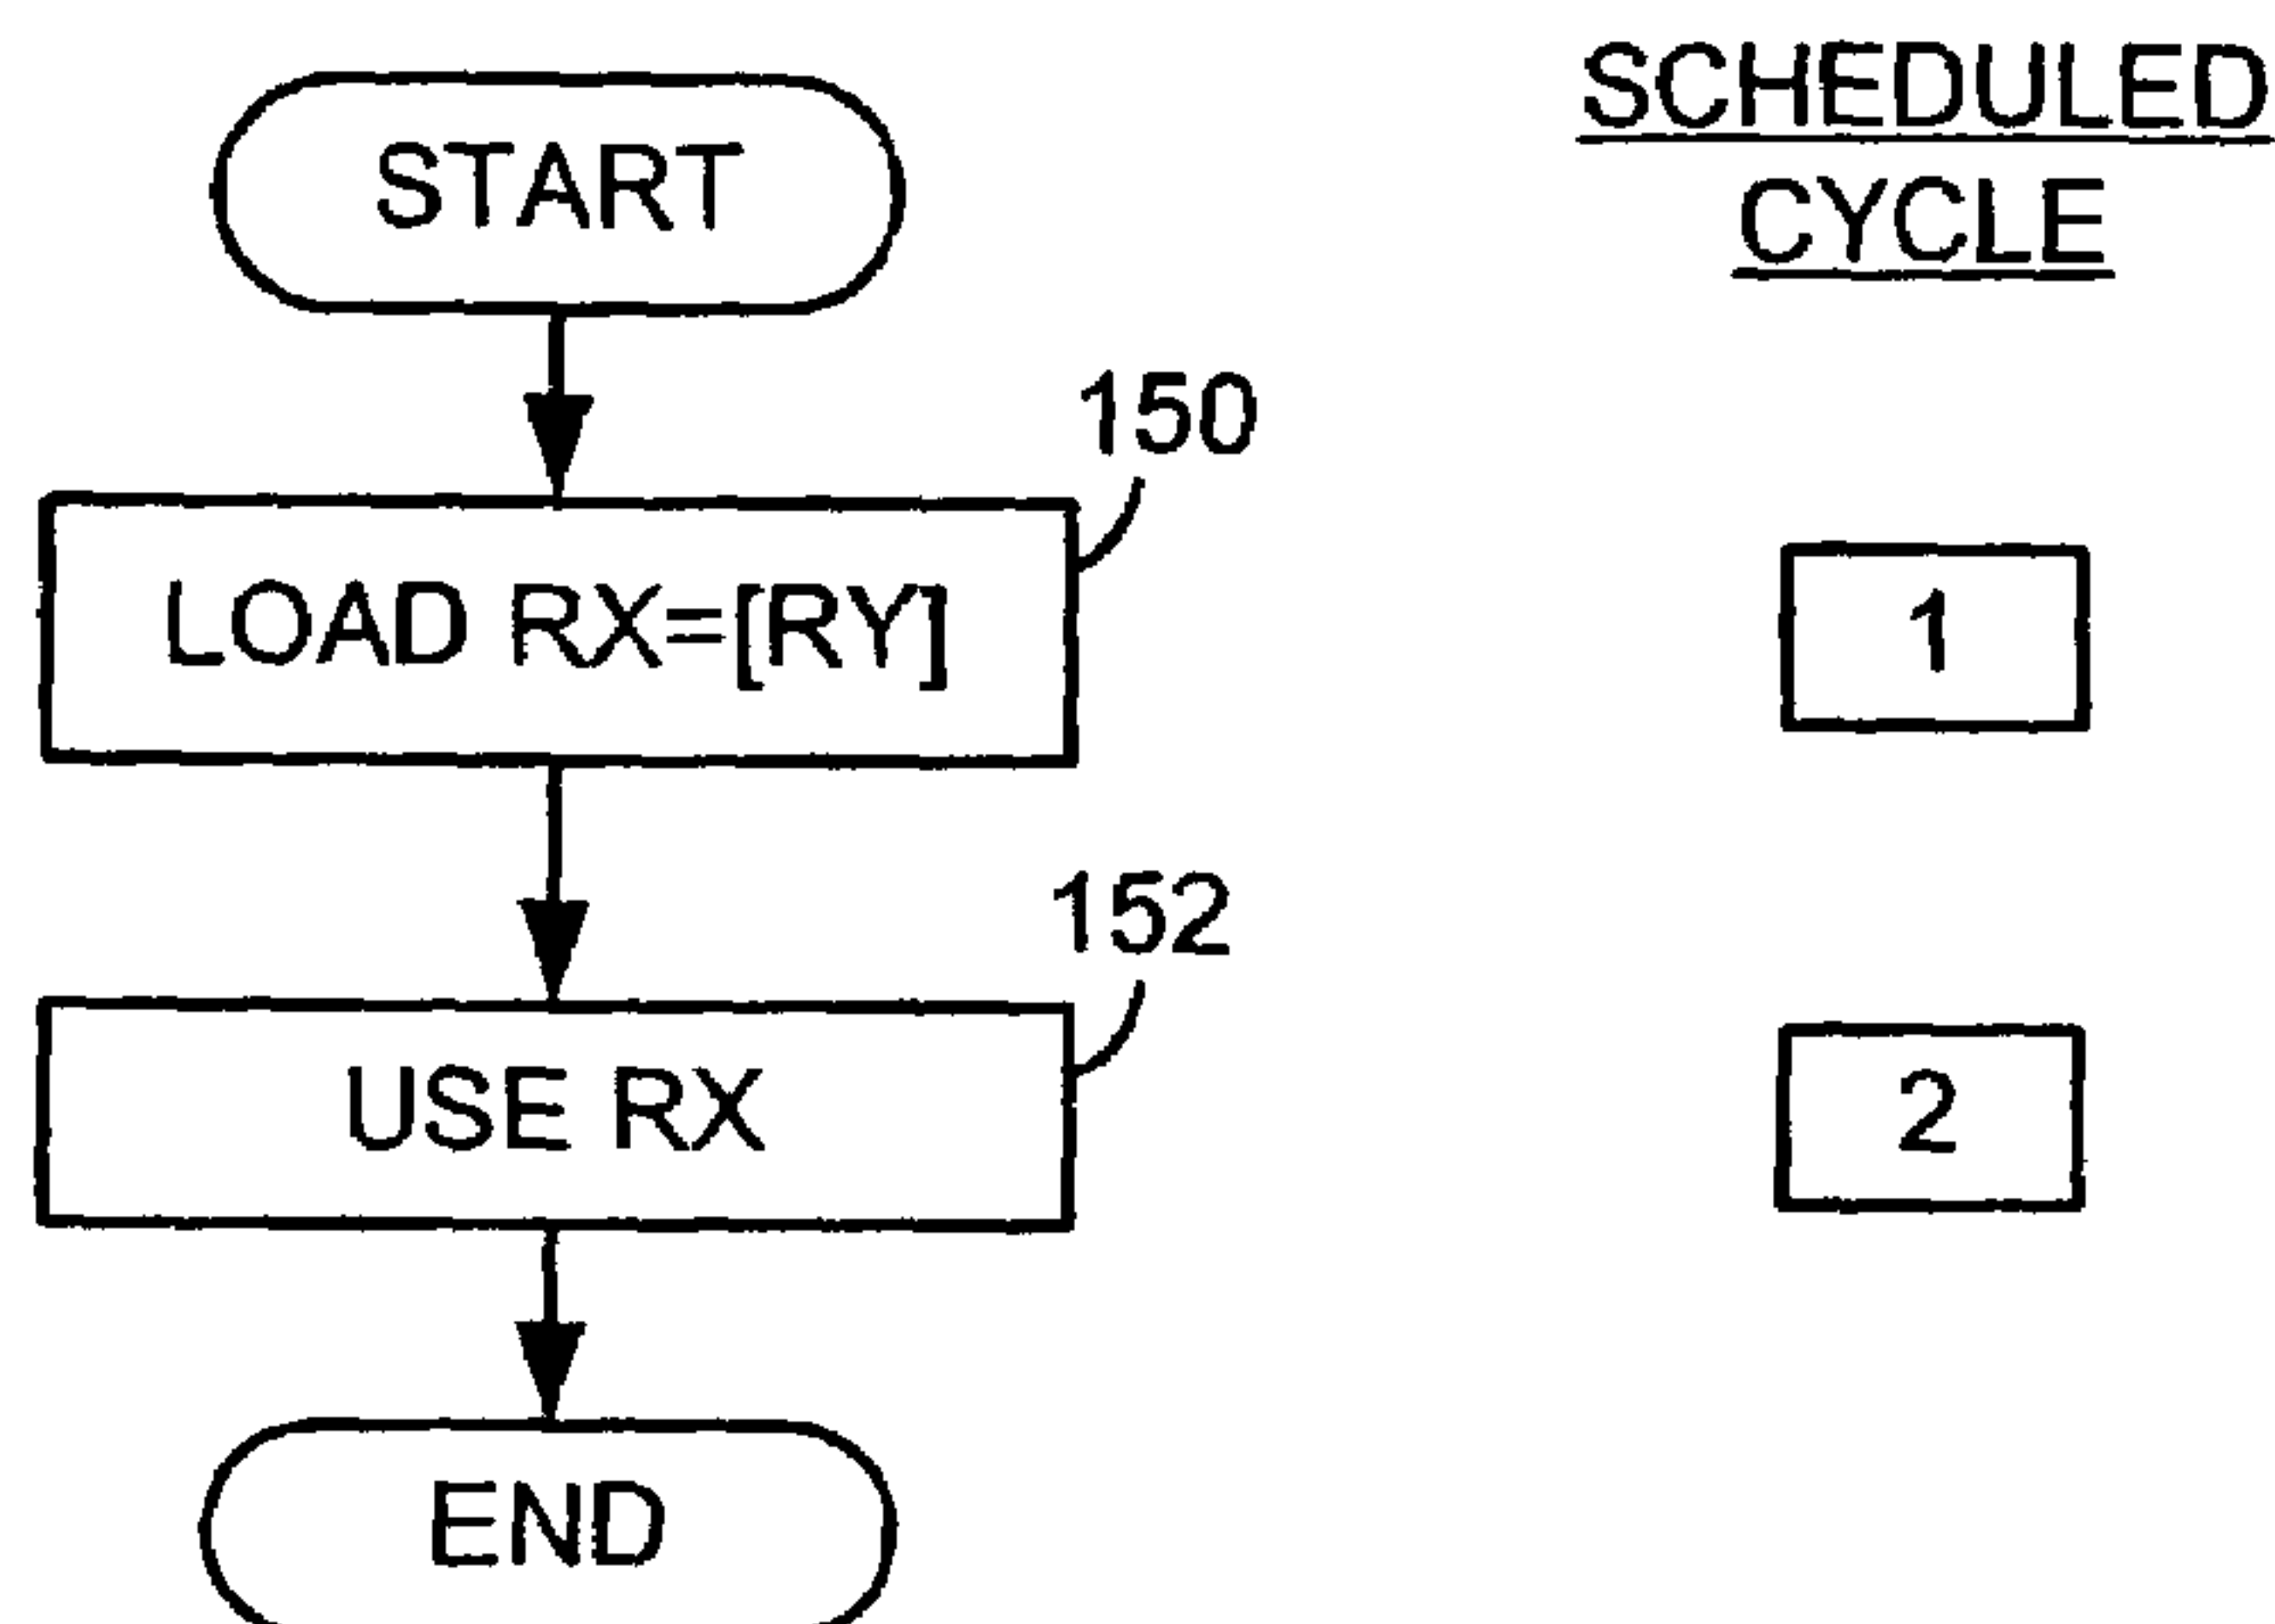 START
SCHEDULED
CYCLE
150
LOAD RX=[RY]
1
152
USE RX
2
END